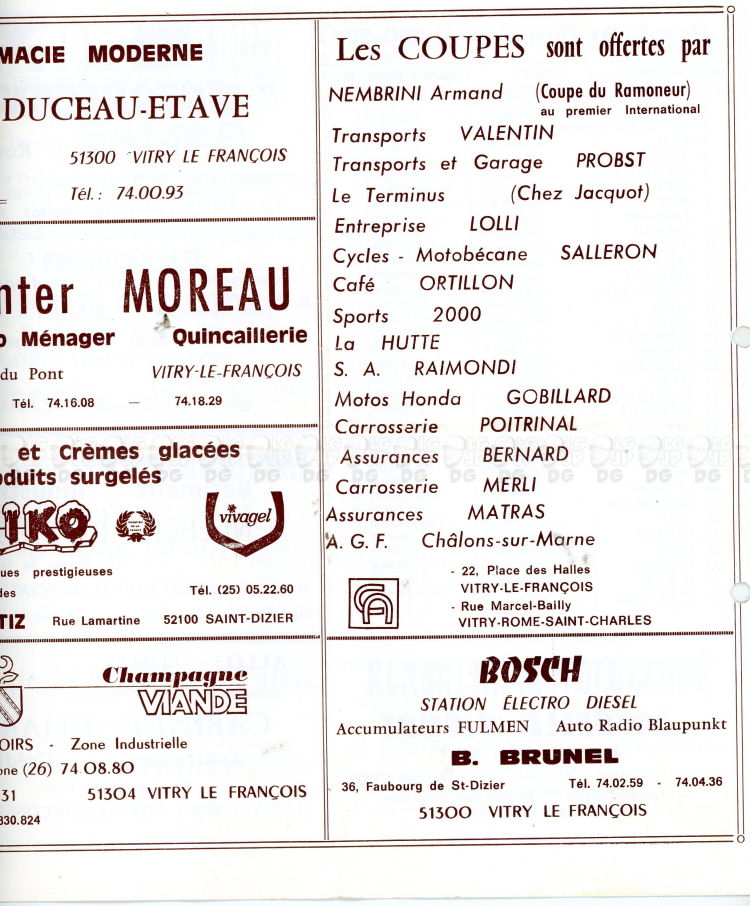 MACIE MODERNE
DUCEAU-ETAVE
51300 VITRY LE FRANÇOIS
Tél.: 74.00.93
nter MOREAU
o Ménager Quincaillerie
du Pont VITRY-LE-FRANÇOIS
Tél. 74.16.08 — 74.18.29
et Crèmes glacées
oduits surgelés
IKO
vivagel
ues prestigieuses
des Tél. (25) 05.22.60
TIZ Rue Lamartine 52100 SAINT-DIZIER
Champagne
VIANDE
OIRS - Zone Industrielle
one (26) 74.08.80
31 51304 VITRY LE FRANÇOIS
830.824
Les COUPES sont offertes par
NEMBRINI Armand (Coupe du Ramoneur)
au premier International
Transports VALENTIN
Transports et Garage PROBST
Le Terminus (Chez Jacquot)
Entreprise LOLLI
Cycles - Motobécane SALLERON
Café ORTILLON
Sports 2000
La HUTTE
S. A. RAIMONDI
Motos Honda GOBILLARD
Carrosserie POITRINAL
Assurances BERNARD
Carrosserie MERLI
Assurances MATRAS
A. G. F. Châlons-sur-Marne
- 22, Place des Halles
VITRY-LE-FRANÇOIS
- Rue Marcel-Bailly
VITRY-ROME-SAINT-CHARLES
BOSCH
STATION ÉLECTRO DIESEL
Accumulateurs FULMEN Auto Radio Blaupunkt
B. BRUNEL
36, Faubourg de St-Dizier Tél. 74.02.59 - 74.04.36
51300 VITRY LE FRANÇOIS